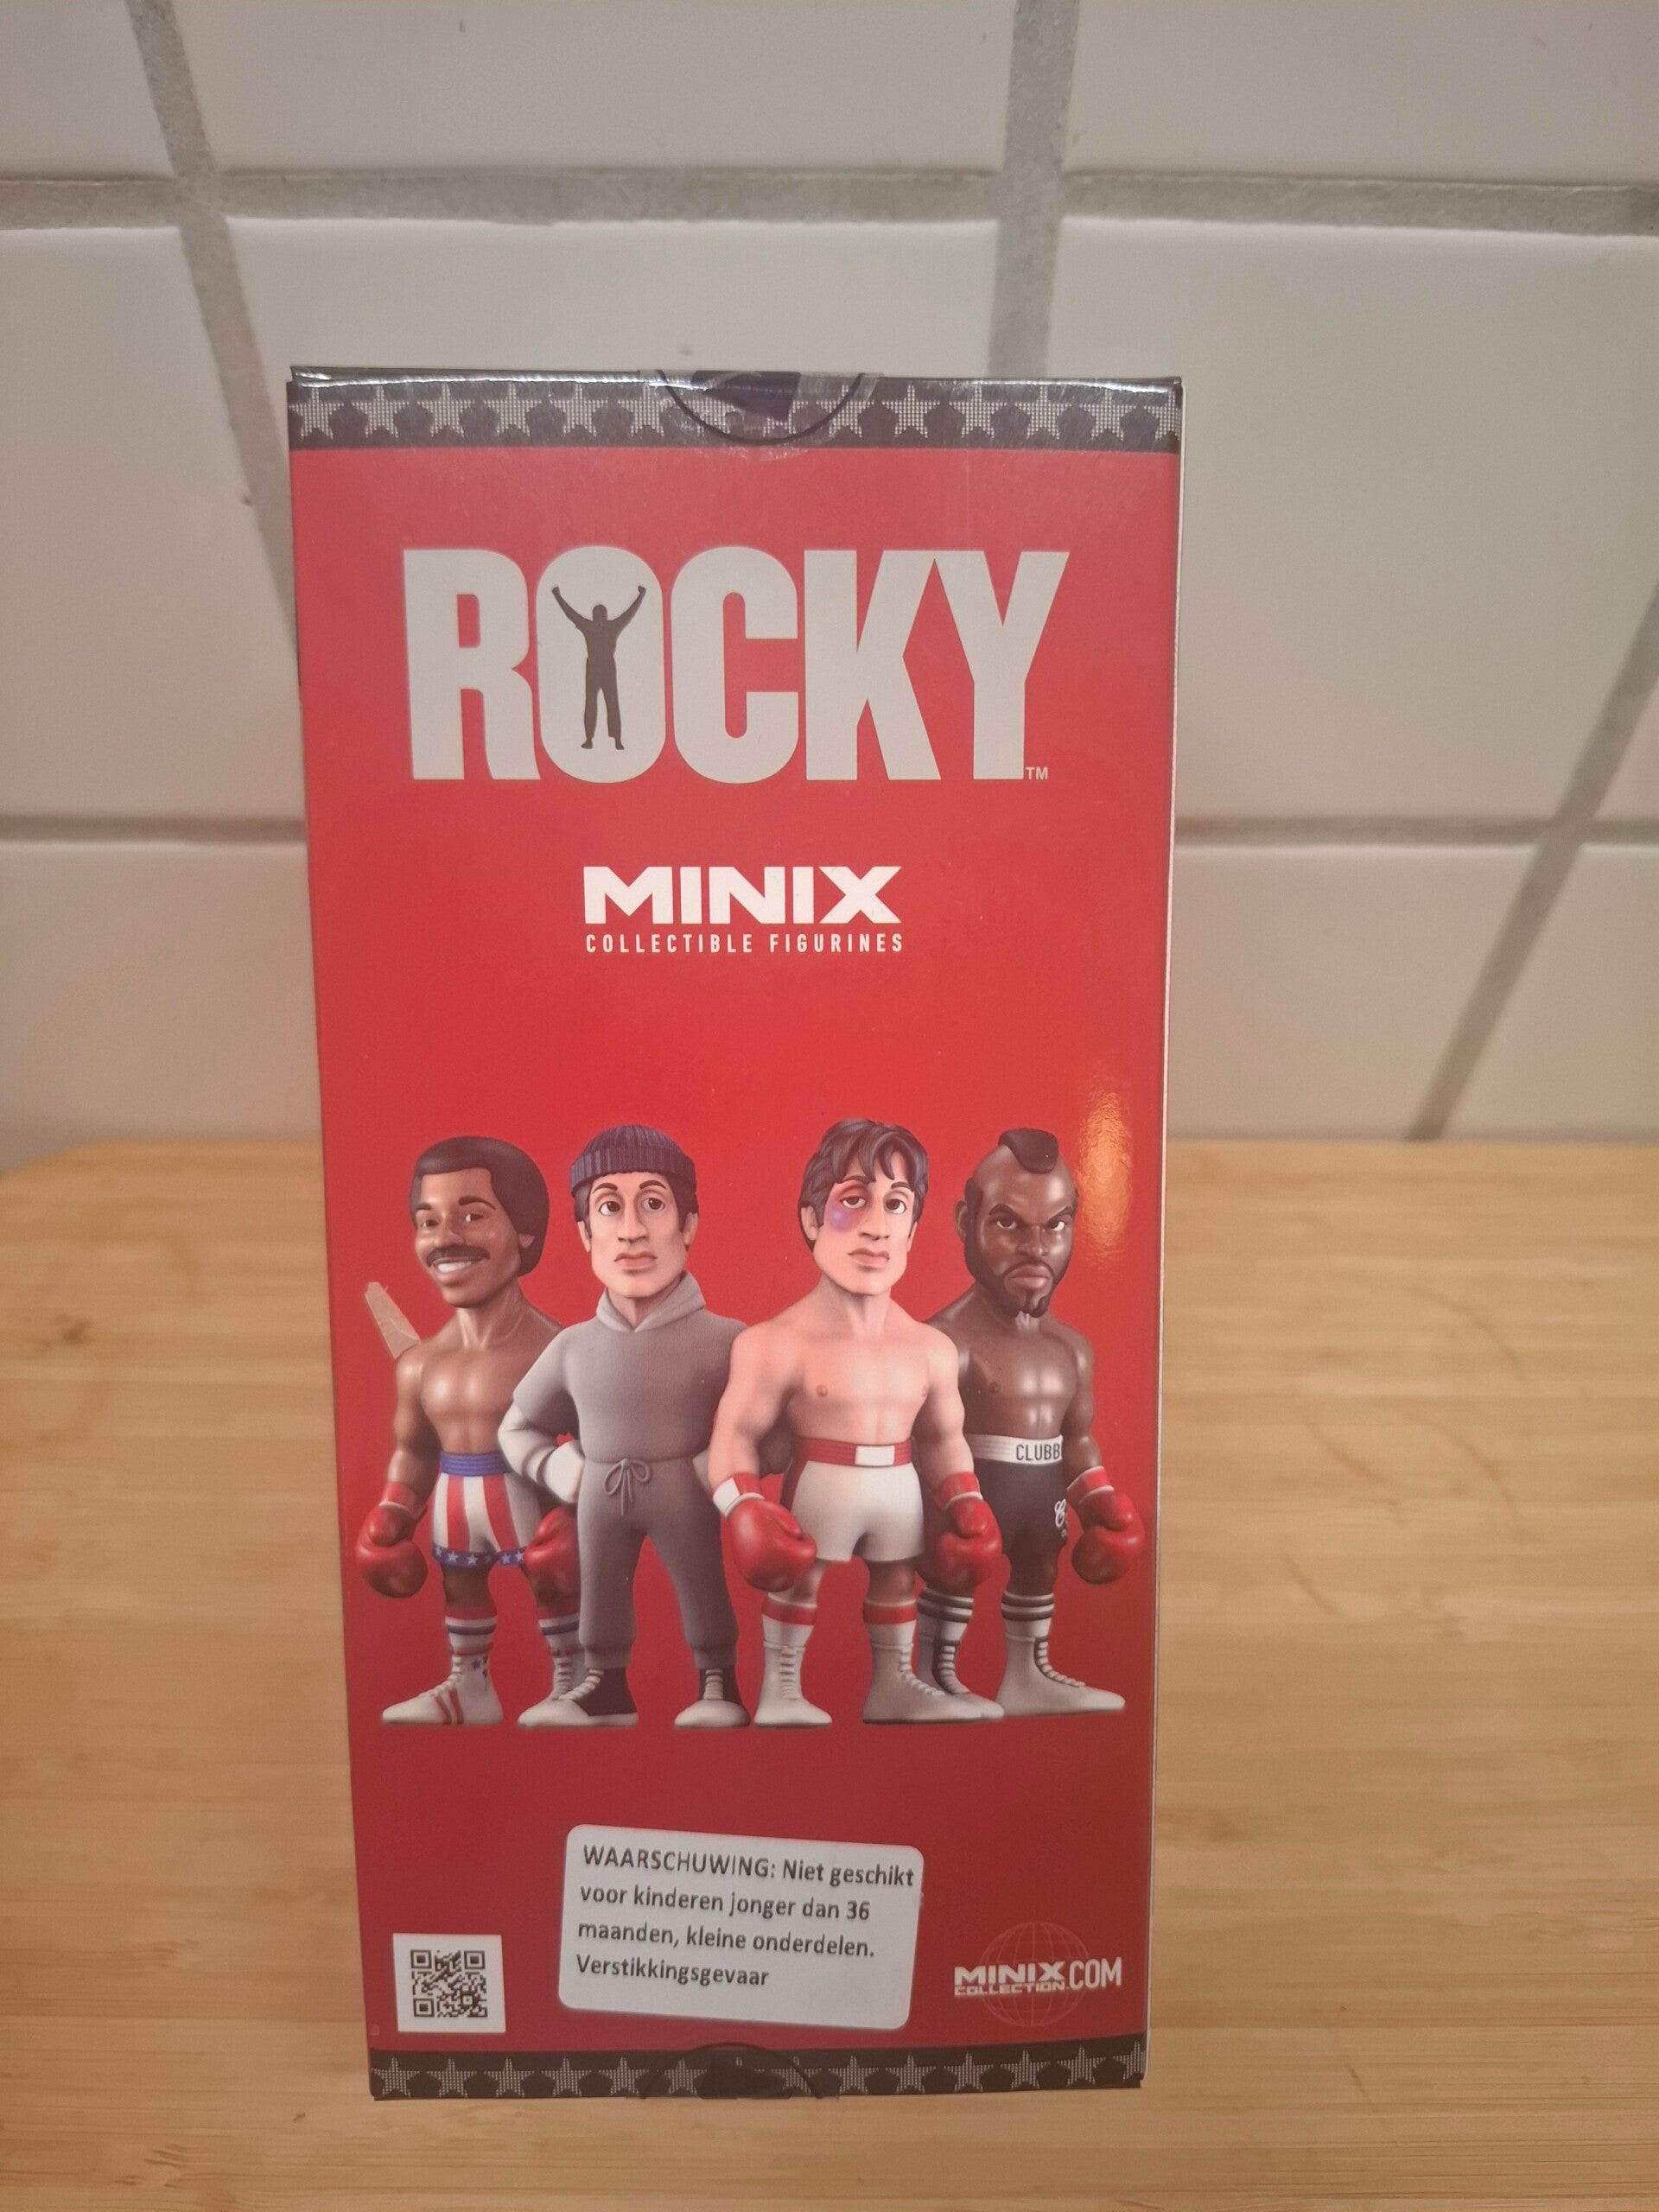 ROCKY
TM
MINIX
COLLECTIBLE FIGURINES
CLUBB
WAARSCHUWING: Niet geschikt
voor kinderen jonger dan 36
maanden, kleine onderdelen.
Verstikkingsgevaar
MINIX
COLLECTION.COM